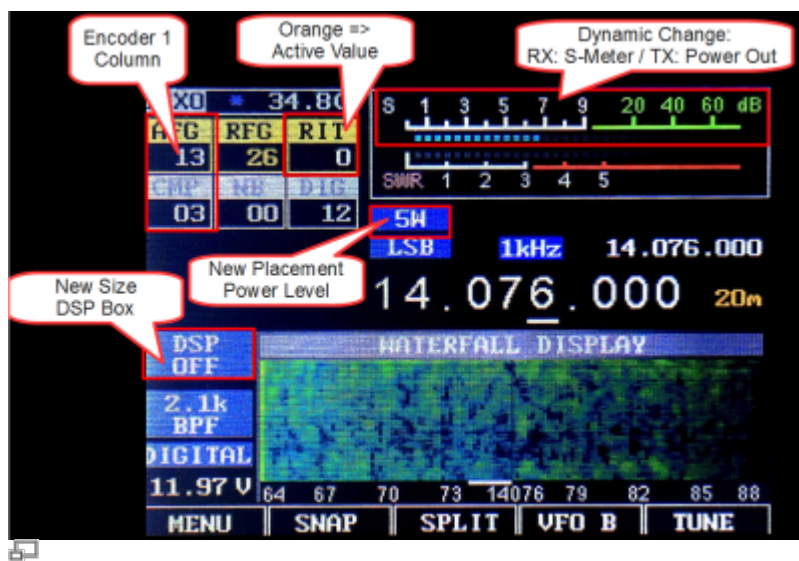 Encoder 1
Column
Orange =>
Active Value
Dynamic Change:
RX: S-Meter / TX: Power Out
* 34.80
S 1 3 5 7 9 20 40 60 dB
AFG RFG RIT
13 26 0
CMP NB DIG
03 00 12
SWR 1 2 3 4 5
5W
LSB 1kHz 14.076.000
New Placement
Power Level
14.076.000 20m
New Size
DSP Box
DSP
OFF
WATERFALL DISPLAY
2.1k
BPF
DIGITAL
11.97 V
64 67 70 73 14076 79 82 85 88
MENU SNAP SPLIT VFO B TUNE